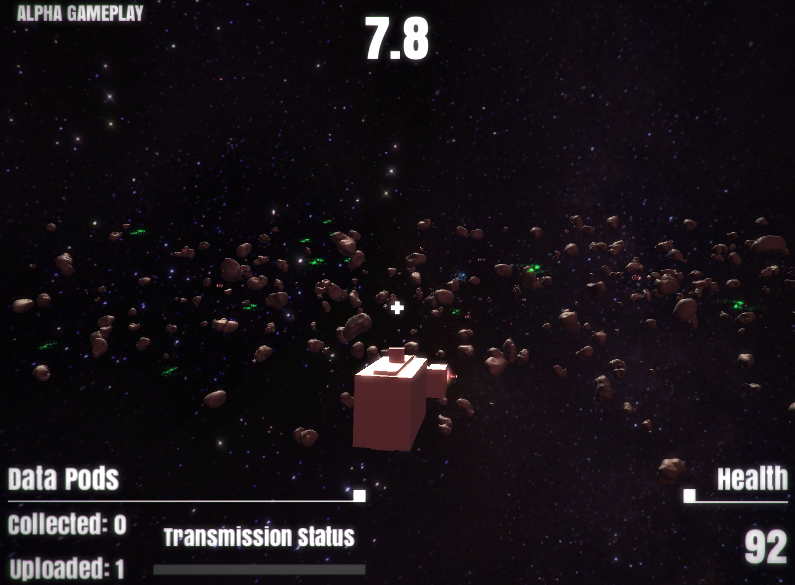 ALPHA GAMEPLAY
7.8
Data Pods
Health
Collected: 0
Transmission Status
92
Uploaded: 1